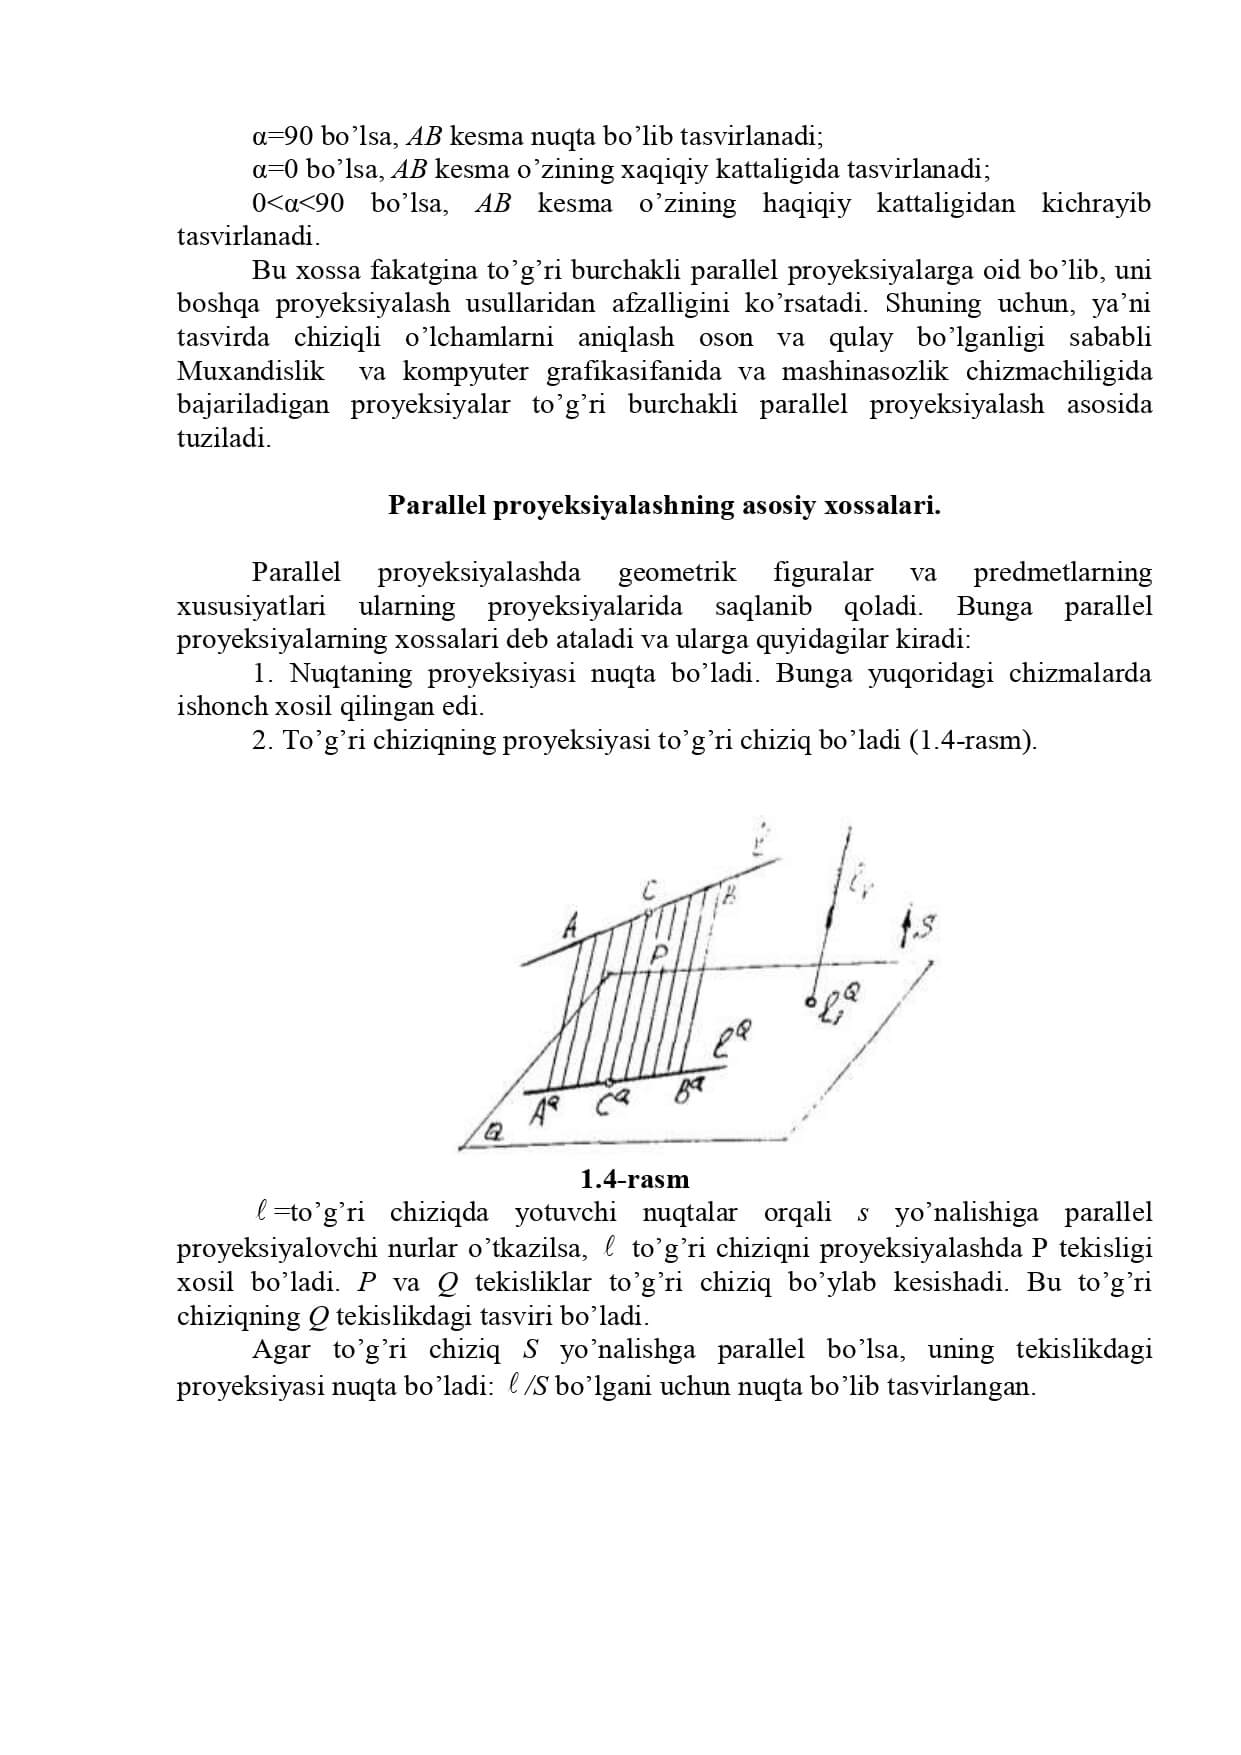 α=90 bo’lsa, AB kesma nuqta bo’lib tasvirlanadi;
α=0 bo’lsa, AB kesma o’zining xaqiqiy kattaligida tasvirlanadi;
0<α<90 bo’lsa, AB kesma o’zining haqiqiy kattaligidan kichrayib
tasvirlanadi.
Bu xossa fakatgina to’g’ri burchakli parallel proyeksiyalarga oid bo’lib, uni
boshqa proyeksiyalash usullaridan afzalligini ko’rsatadi. Shuning uchun, ya’ni
tasvirda chiziqli o’lchamlarni aniqlash oson va qulay bo’lganligi sababli
Muxandislik va kompyuter grafikasifanida va mashinasozlik chizmachiligida
bajariladigan proyeksiyalar to’g’ri burchakli parallel proyeksiyalash asosida
tuziladi.
Parallel proyeksiyalashning asosiy xossalari.
Parallel proyeksiyalashda geometrik figuralar va predmetlarning
xususiyatlari ularning proyeksiyalarida saqlanib qoladi. Bunga parallel
proyeksiyalarning xossalari deb ataladi va ularga quyidagilar kiradi:
1. Nuqtaning proyeksiyasi nuqta bo’ladi. Bunga yuqoridagi chizmalarda
ishonch xosil qilingan edi.
2. To’g’ri chiziqning proyeksiyasi to’g’ri chiziq bo’ladi (1.4-rasm).
C
B
A
S
P
ℓ₁^Q
ℓ^Q
A^Q C^Q B^Q
Q
1.4-rasm
ℓ =to’g’ri chiziqda yotuvchi nuqtalar orqali s yo’nalishiga parallel
proyeksiyalovchi nurlar o’tkazilsa, ℓ to’g’ri chiziqni proyeksiyalashda P tekisligi
xosil bo’ladi. P va Q tekisliklar to’g’ri chiziq bo’ylab kesishadi. Bu to’g’ri
chiziqning Q tekislikdagi tasviri bo’ladi.
Agar to’g’ri chiziq S yo’nalishga parallel bo’lsa, uning tekislikdagi
proyeksiyasi nuqta bo’ladi: ℓ /S bo’lgani uchun nuqta bo’lib tasvirlangan.